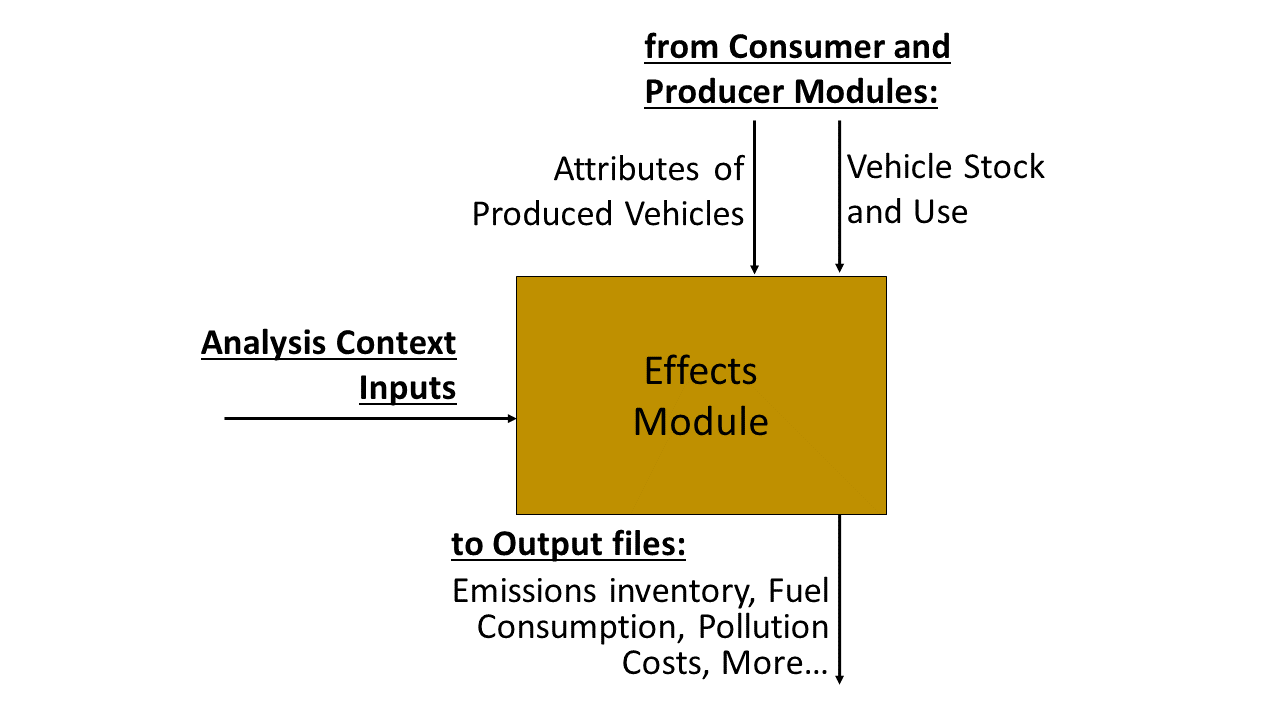 from Consumer and
Producer Modules:
Attributes of
Produced Vehicles
Vehicle Stock
and Use
Analysis Context
Inputs
Effects
Module
to Output files:
Emissions inventory, Fuel
Consumption, Pollution
Costs, More...